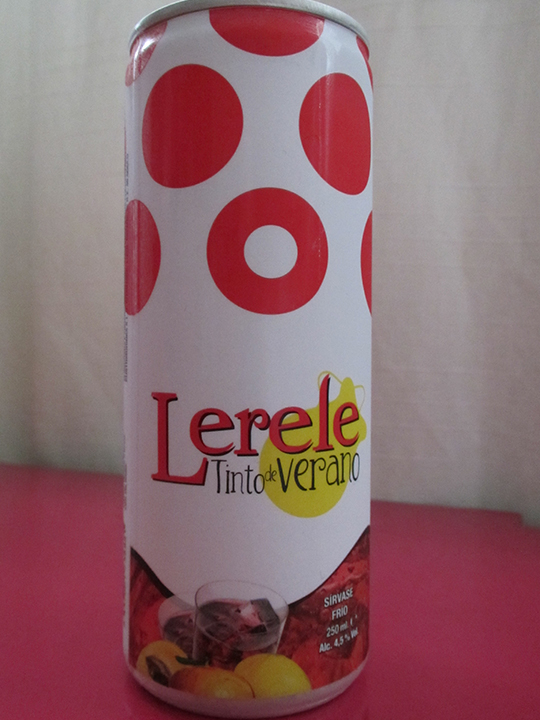 Lerele
Tinto de verano
SÍRVASE
FRÍO
250 ml.
Alc. 4,5 % Vol.